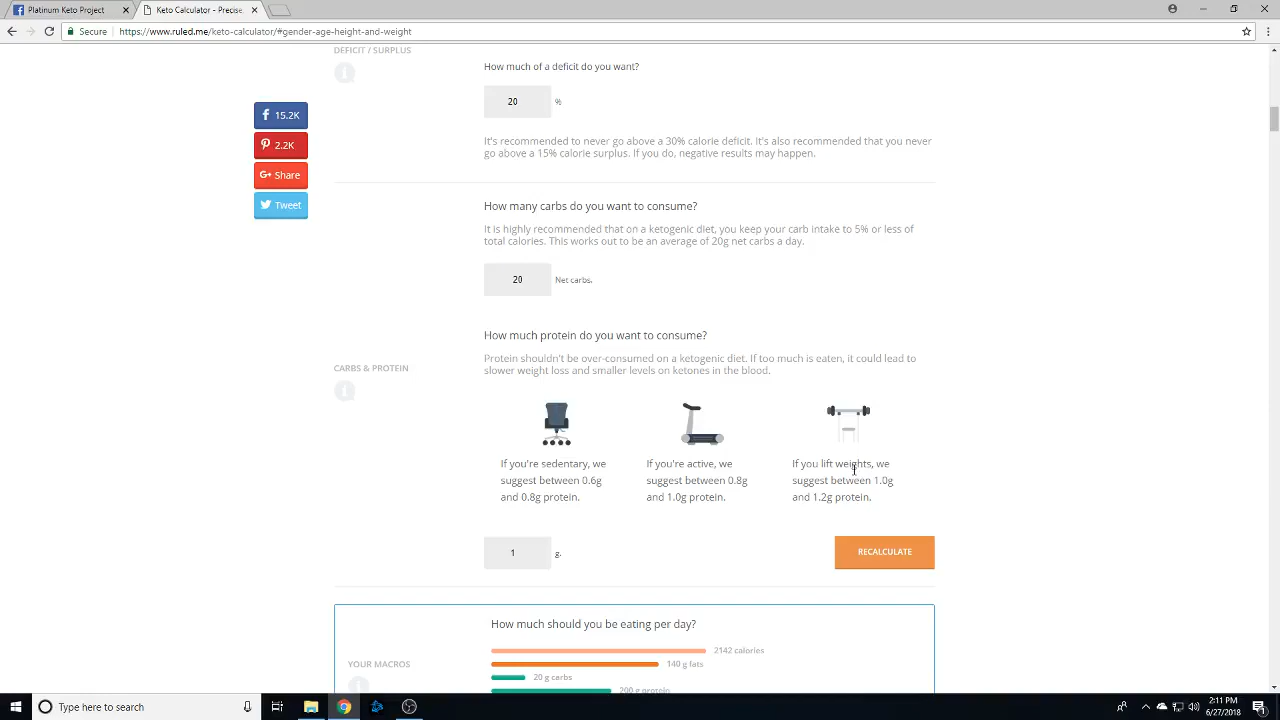 Platinum Keto Project
Keto Calculator - Precise
Secure
https://www.ruled.me/keto-calculator/#gender-age-height-and-weight
DEFICIT / SURPLUS
How much of a deficit do you want?
20 %
It's recommended to never go above a 30% calorie deficit. It's also recommended that you never
go above a 15% calorie surplus. If you do, negative results may happen.
15.2K
2.2K
Share
Tweet
How many carbs do you want to consume?
It is highly recommended that on a ketogenic diet, you keep your carb intake to 5% or less of
total calories. This works out to be an average of 20g net carbs a day.
20 Net carbs.
How much protein do you want to consume?
Protein shouldn't be over-consumed on a ketogenic diet. If too much is eaten, it could lead to
slower weight loss and smaller levels on ketones in the blood.
CARBS & PROTEIN
If you're sedentary, we
suggest between 0.6g
and 0.8g protein.
If you're active, we
suggest between 0.8g
and 1.0g protein.
If you lift weights, we
suggest between 1.0g
and 1.2g protein.
1 g.
RECALCULATE
How much should you be eating per day?
YOUR MACROS
2142 calories
140 g fats
20 g carbs
200 g protein
Type here to search
2:11 PM
6/27/2018